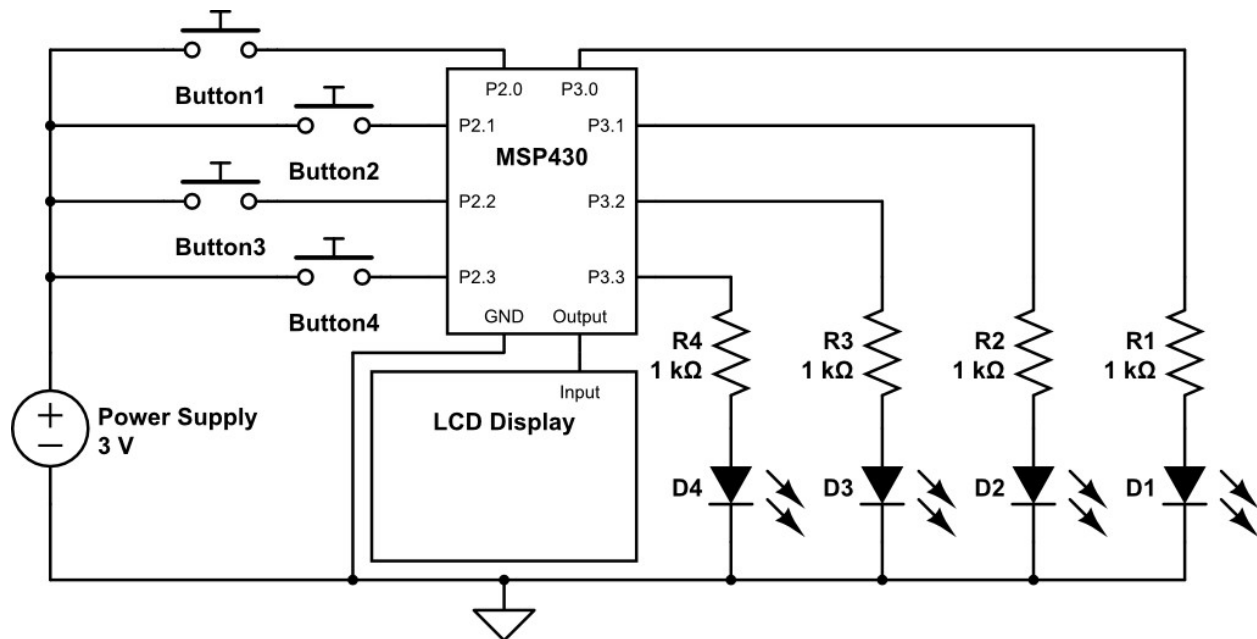 Button1
P2.0
P3.0
P2.1
P3.1
Button2
MSP430
P2.2
P3.2
Button3
P2.3
P3.3
Button4
GND
Output
R4
1 kΩ
R3
1 kΩ
R2
1 kΩ
R1
1 kΩ
Input
LCD Display
Power Supply
3 V
D4
D3
D2
D1